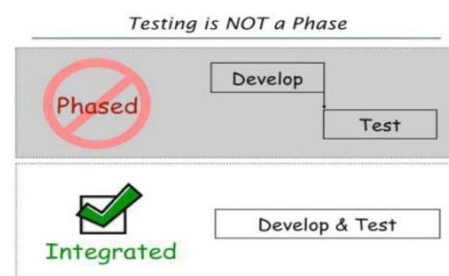 Testing is NOT a Phase
Phased
Develop
Test
Integrated
Develop & Test